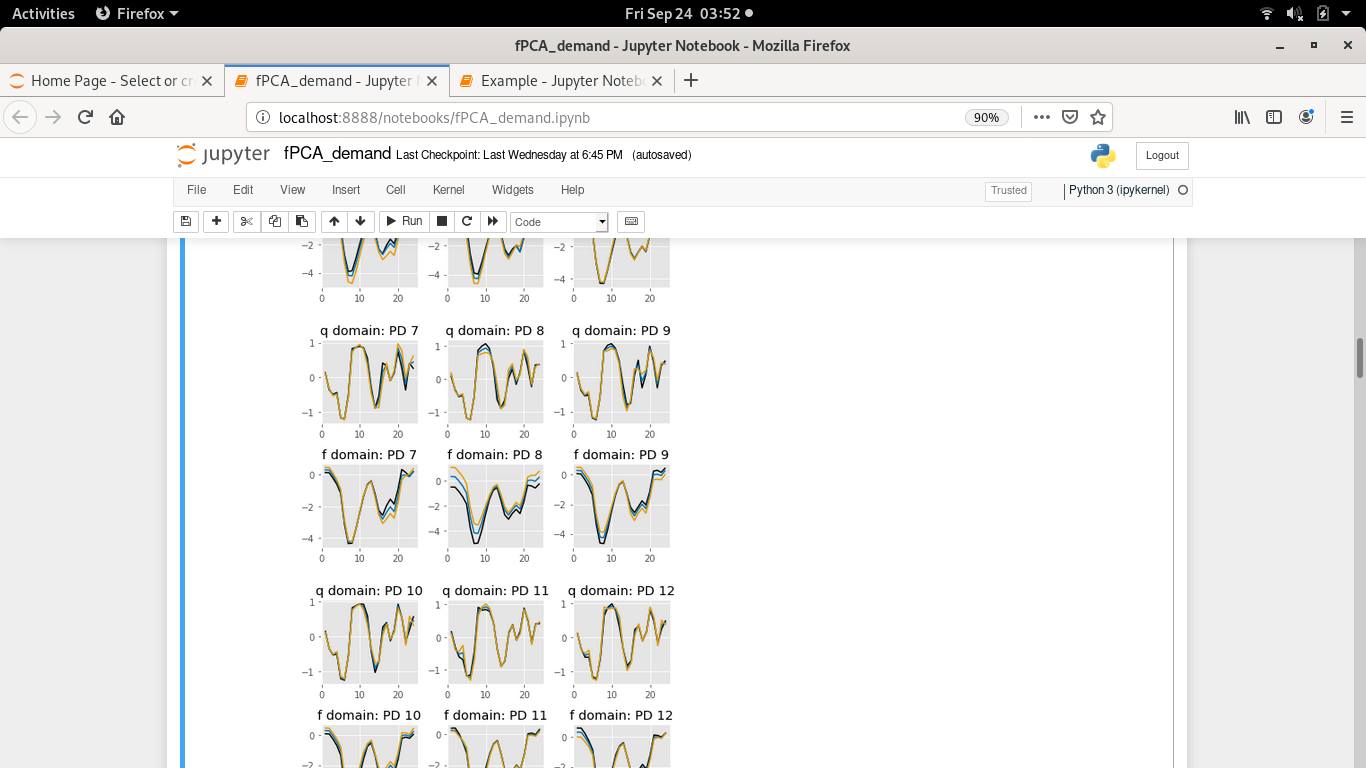 Activities Firefox Fri Sep 24 03:52
fPCA_demand - Jupyter Notebook - Mozilla Firefox
Home Page - Select or cr fPCA_demand - Jupyter Example - Jupyter Noteb
localhost:8888/notebooks/fPCA_demand.ipynb 90%
jupyter fPCA_demand Last Checkpoint: Last Wednesday at 6:45 PM (autosaved) Logout
File Edit View Insert Cell Kernel Widgets Help Trusted Python 3 (ipykernel)
Run Code
−2 −2 −2
−4 −4 −4
0 10 20 0 10 20 0 10 20
q domain: PD 7 q domain: PD 8 q domain: PD 9
1 1 1
0 0 0
−1 −1 −1
0 10 20 0 10 20 0 10 20
f domain: PD 7 f domain: PD 8 f domain: PD 9
0 0 0
−2 −2 −2
−4 −4 −4
0 10 20 0 10 20 0 10 20
q domain: PD 10 q domain: PD 11 q domain: PD 12
1 1 1
0 0 0
−1 −1 −1
0 10 20 0 10 20 0 10 20
f domain: PD 10 f domain: PD 11 f domain: PD 12
0 0 0
−2 −2 −2